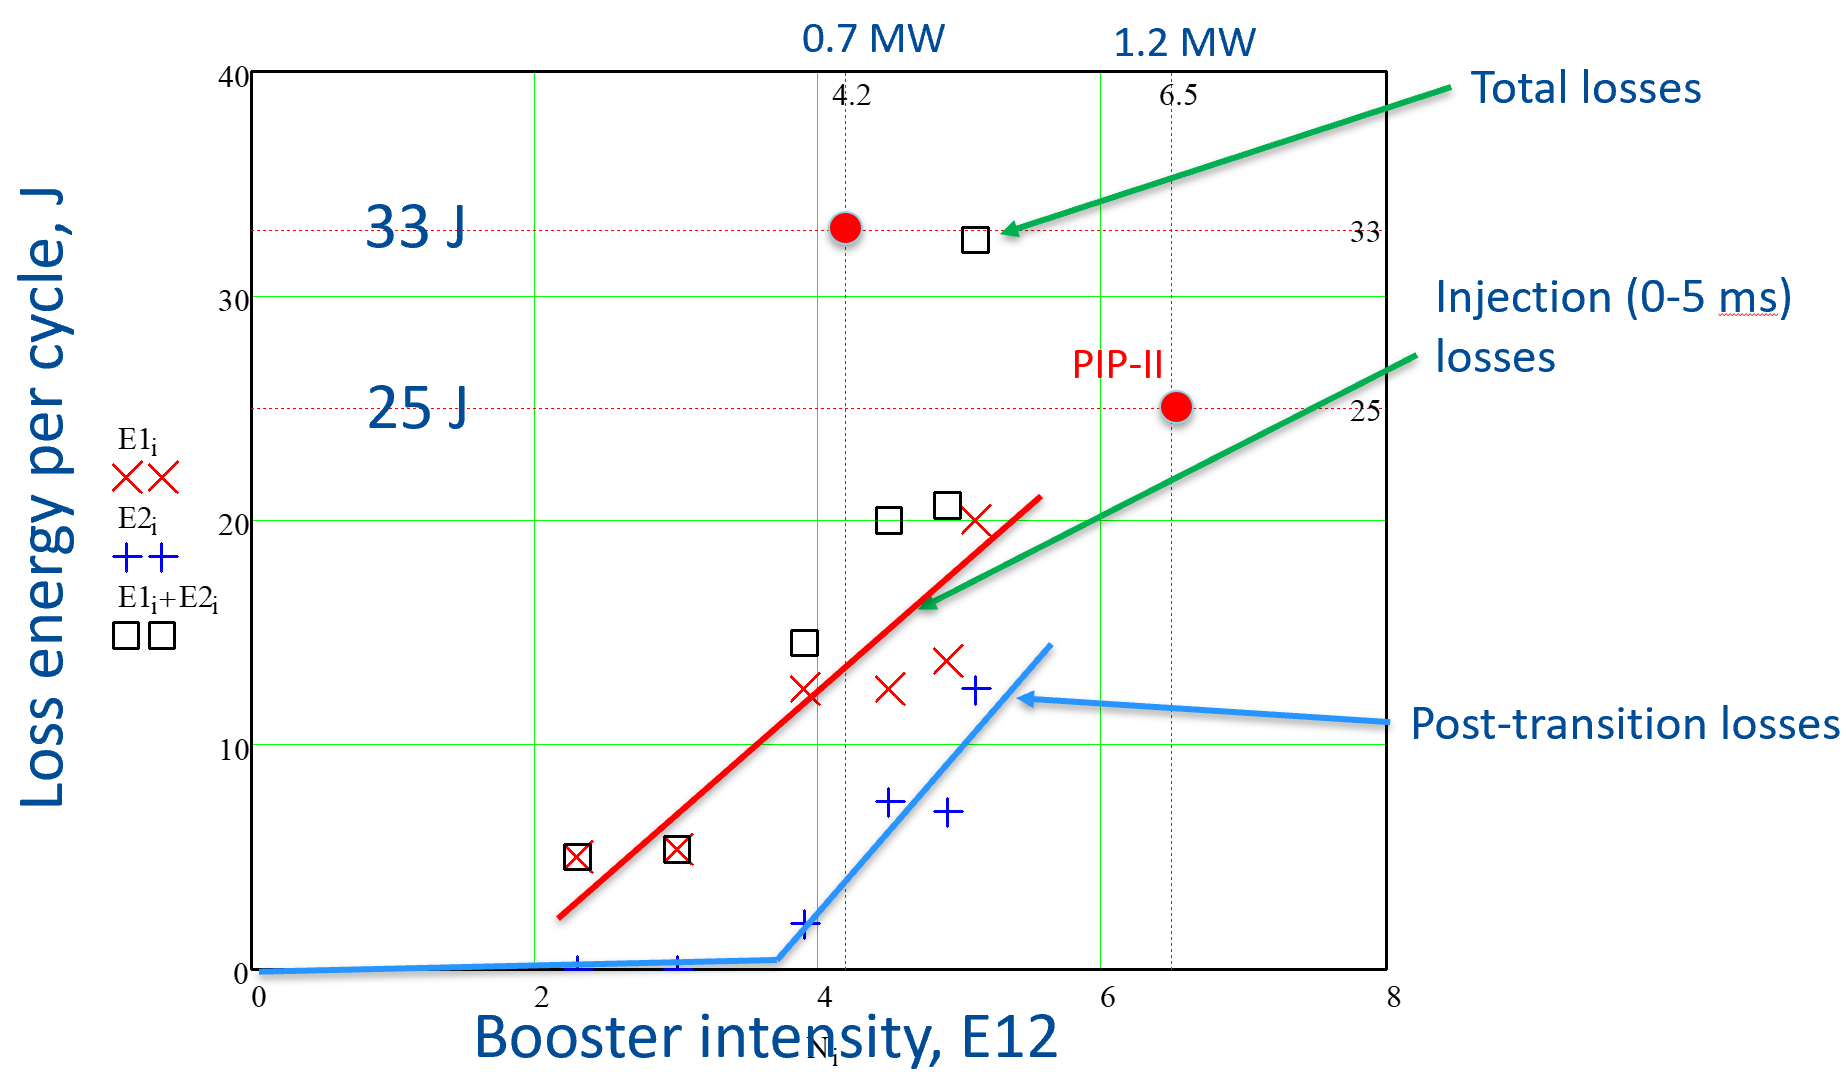 0.7 MW
1.2 MW
4.2
6.5
Total losses
40
33 J
33
30
Injection (0-5 ms)
losses
PIP-II
25 J
25
E1i
20
E2i
E1i+E2i
Post-transition losses
10
0
0
2
4
6
8
Loss energy per cycle, J
Booster intensity, E12
Ni